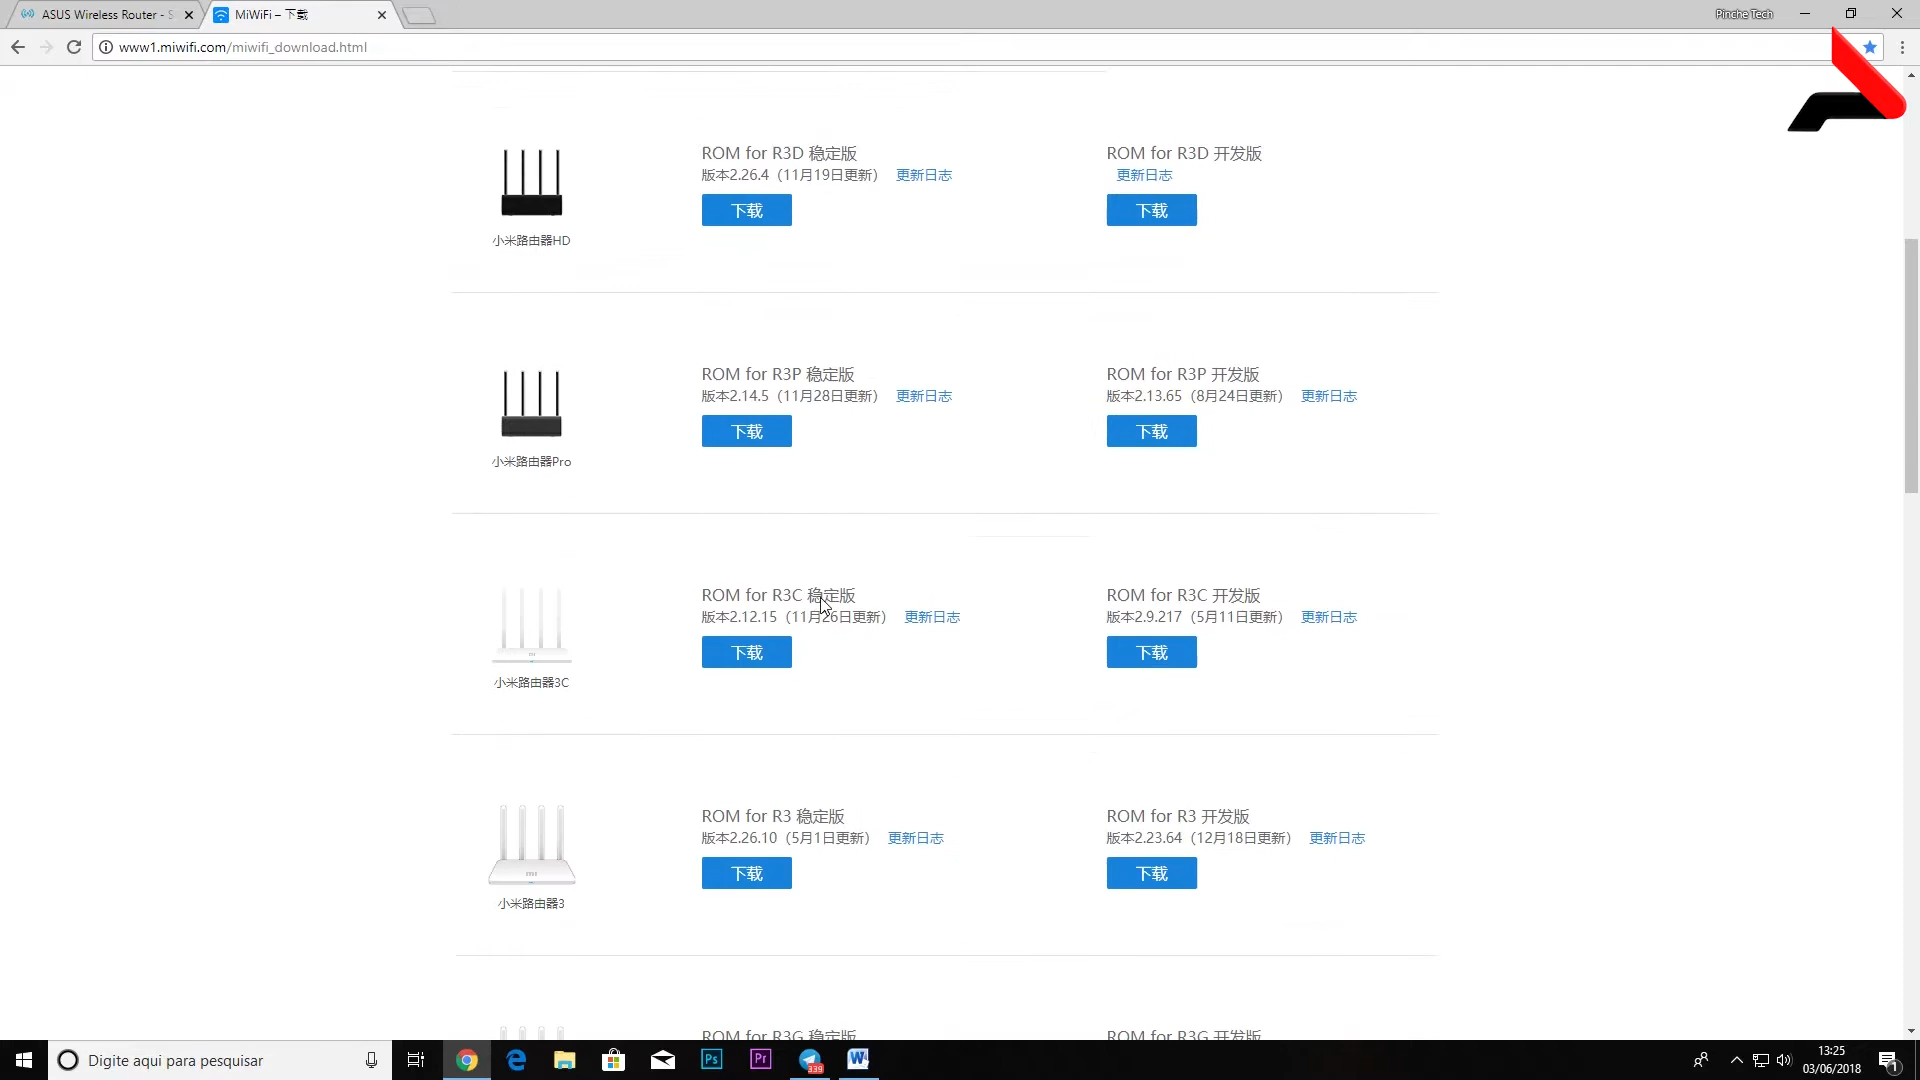 ASUS Wireless Router - S
MiWiFi – 下载
Pinche Tech
www1.miwifi.com/miwifi_download.html
ROM for R3D 稳定版
版本2.26.4（11月19日更新） 更新日志
下载
小米路由器HD
ROM for R3D 开发版
更新日志
下载
ROM for R3P 稳定版
版本2.14.5（11月28日更新） 更新日志
下载
小米路由器Pro
ROM for R3P 开发版
版本2.13.65（8月24日更新） 更新日志
下载
ROM for R3C 稳定版
版本2.12.15（11月26日更新） 更新日志
下载
mi
小米路由器3C
ROM for R3C 开发版
版本2.9.217（5月11日更新） 更新日志
下载
ROM for R3 稳定版
版本2.26.10（5月1日更新） 更新日志
下载
mi
小米路由器3
ROM for R3 开发版
版本2.23.64（12月18日更新） 更新日志
下载
ROM for R3G 稳定版
ROM for R3G 开发版
Digite aqui para pesquisar
Ps
Pr
339
W
13:25
03/06/2018
1